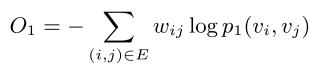 $O_1 = - \sum_{(i,j) \in E} w_{ij} \log p_1(v_i, v_j)$